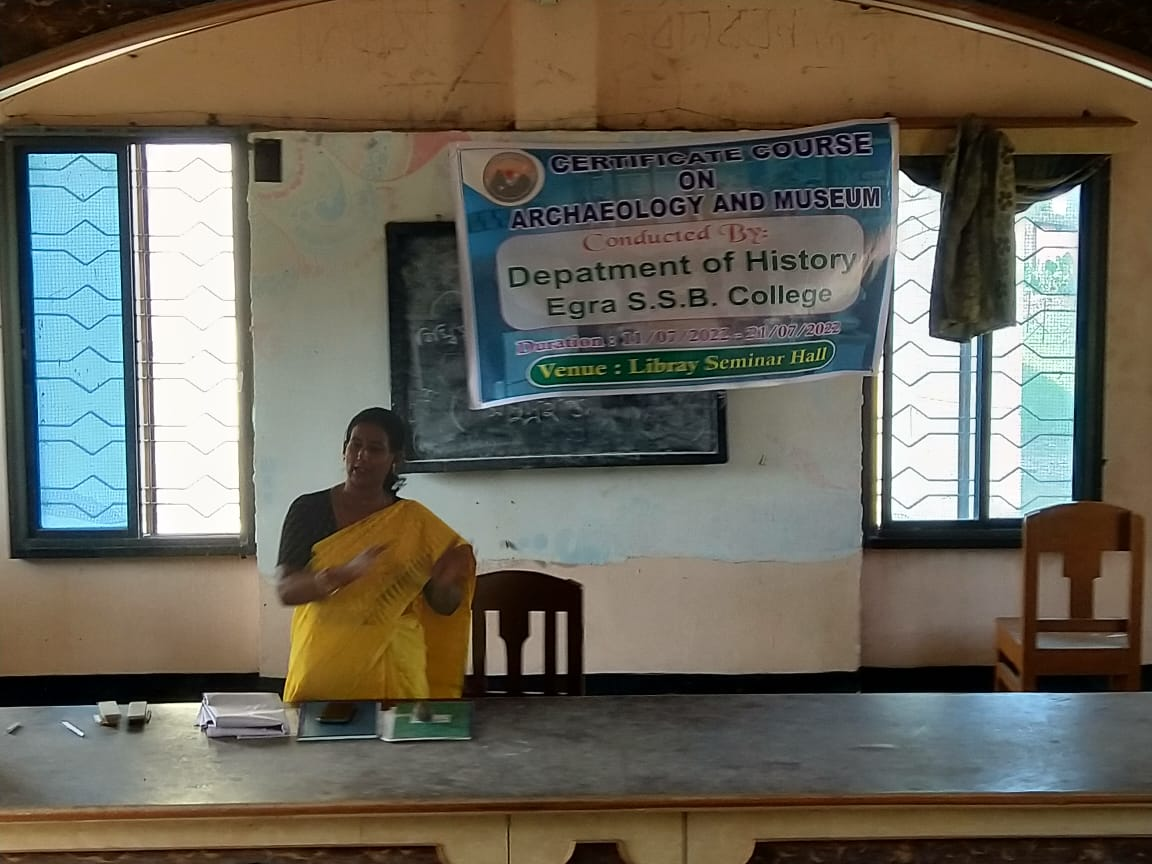 CERTIFICATE COURSE
ON
ARCHAEOLOGY AND MUSEUM
Conducted By:
Depatment of History
Egra S.S.B. College
Duration : 11/07/2022 - 21/07/2022
Venue : Libray Seminar Hall